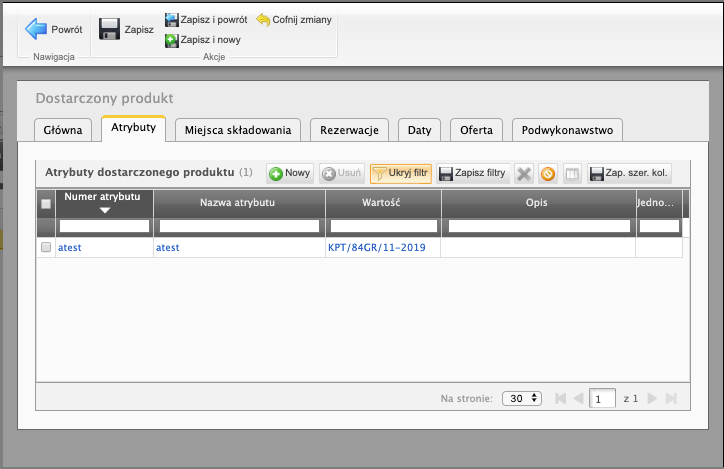 Powrót
Zapisz
Zapisz i powrót
Cofnij zmiany
Zapisz i nowy
Nawigacja
Akcje
Dostarczony produkt
Główna
Atrybuty
Miejsca składowania
Rezerwacje
Daty
Oferta
Podwykonawstwo
Atrybuty dostarczonego produktu (1)
Nowy
Usuń
Ukryj filtr
Zapisz filtry
Zap. szer. kol.
Numer atrybutu
Nazwa atrybutu
Wartość
Opis
Jedno...
atest
atest
KPT/84GR/11-2019
Na stronie:
30
1
z 1